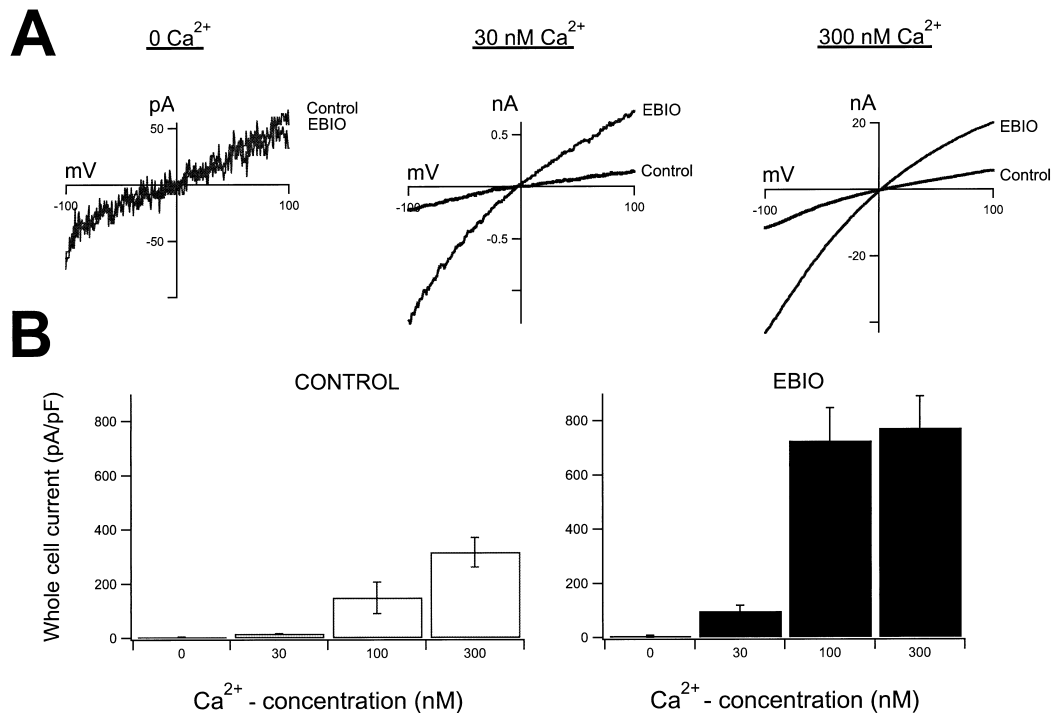 A
0 Ca2+
30 nM Ca2+
300 nM Ca2+
pA
50
Control
EBIO
mV
-100
100
-50
nA
0.5
EBIO
mV
Control
-100
100
-0.5
nA
20
EBIO
mV
Control
-100
100
-20
B
CONTROL
Whole cell current (pA/pF)
800
600
400
200
0
0 30 100 300
Ca2+ - concentration (nM)
EBIO
800
600
400
200
0
0 30 100 300
Ca2+ - concentration (nM)